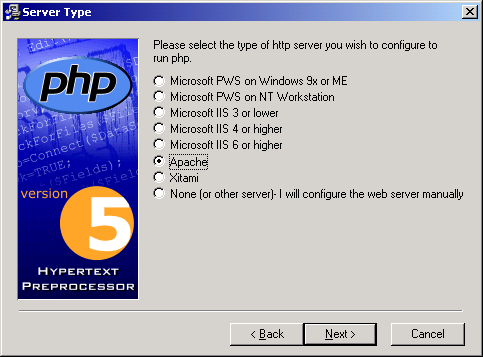 Server Type
Please select the type of http server you wish to configure to
run php.
Microsoft PWS on Windows 9x or ME
Microsoft PWS on NT Workstation
Microsoft IIS 3 or lower
Microsoft IIS 4 or higher
Microsoft IIS 6 or higher
Apache
Xitami
None (or other server)- I will configure the web server manually
php
version
5
HYPERTEXT
PREPROCESSOR
< Back
Next >
Cancel